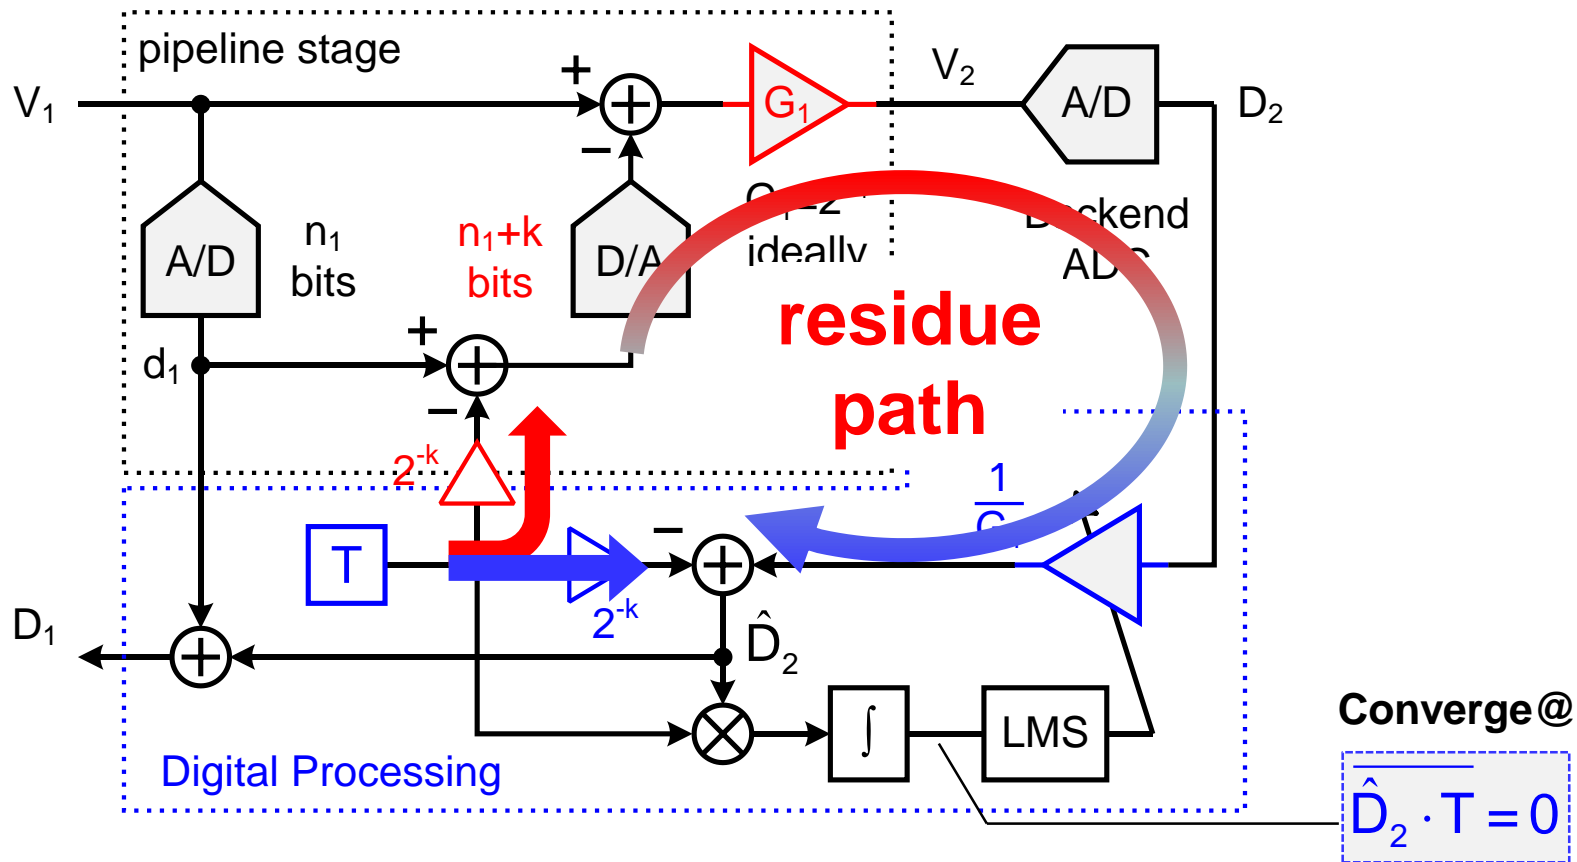 pipeline stage
V₁
+
−
G₁
V₂
A/D
D₂
A/D
n₁
bits
n₁+k
bits
D/A
ideally
residue
path
d₁
+
−
2⁻ᵏ
1
T
−
2⁻ᵏ
D₁
D̂₂
∫
LMS
Digital Processing
Converge@
D̂₂ · T = 0